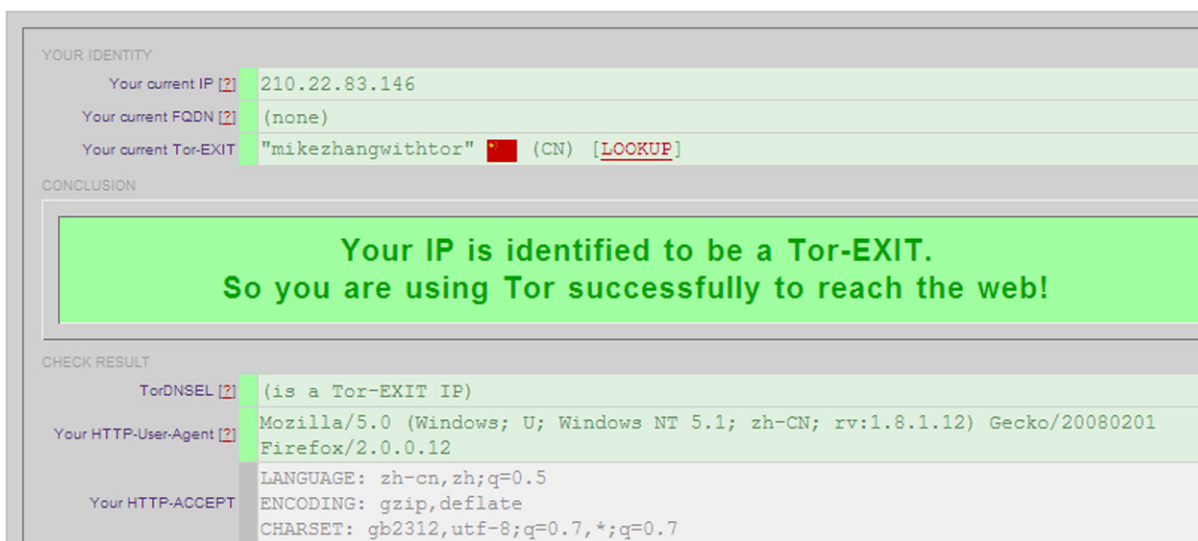 YOUR IDENTITY
Your current IP [?] 210.22.83.146
Your current FQDN [?] (none)
Your current Tor-EXIT "mikezhangwithtor" (CN) [LOOKUP]
CONCLUSION
Your IP is identified to be a Tor-EXIT.
So you are using Tor successfully to reach the web!
CHECK RESULT
TorDNSEL [?] (is a Tor-EXIT IP)
Your HTTP-User-Agent [?] Mozilla/5.0 (Windows; U; Windows NT 5.1; zh-CN; rv:1.8.1.12) Gecko/20080201
Firefox/2.0.0.12
Your HTTP-ACCEPT LANGUAGE: zh-cn,zh;q=0.5
ENCODING: gzip,deflate
CHARSET: gb2312,utf-8;q=0.7,*;q=0.7